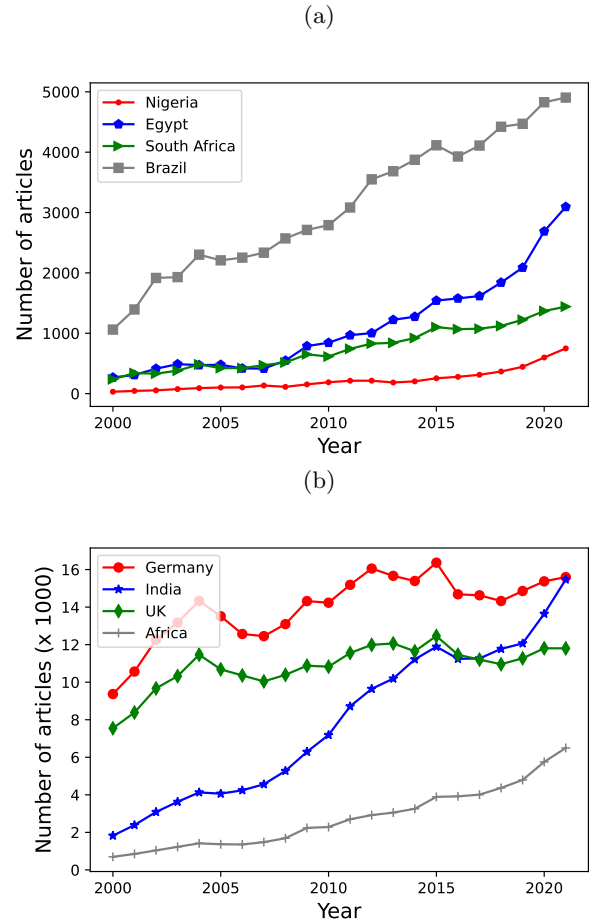 (a)
5000
4000
3000
2000
1000
0
Number of articles
Nigeria
Egypt
South Africa
Brazil
2000 2005 2010 2015 2020
Year
(b)
16
14
12
10
8
6
4
2
0
Number of articles (x 1000)
Germany
India
UK
Africa
2000 2005 2010 2015 2020
Year